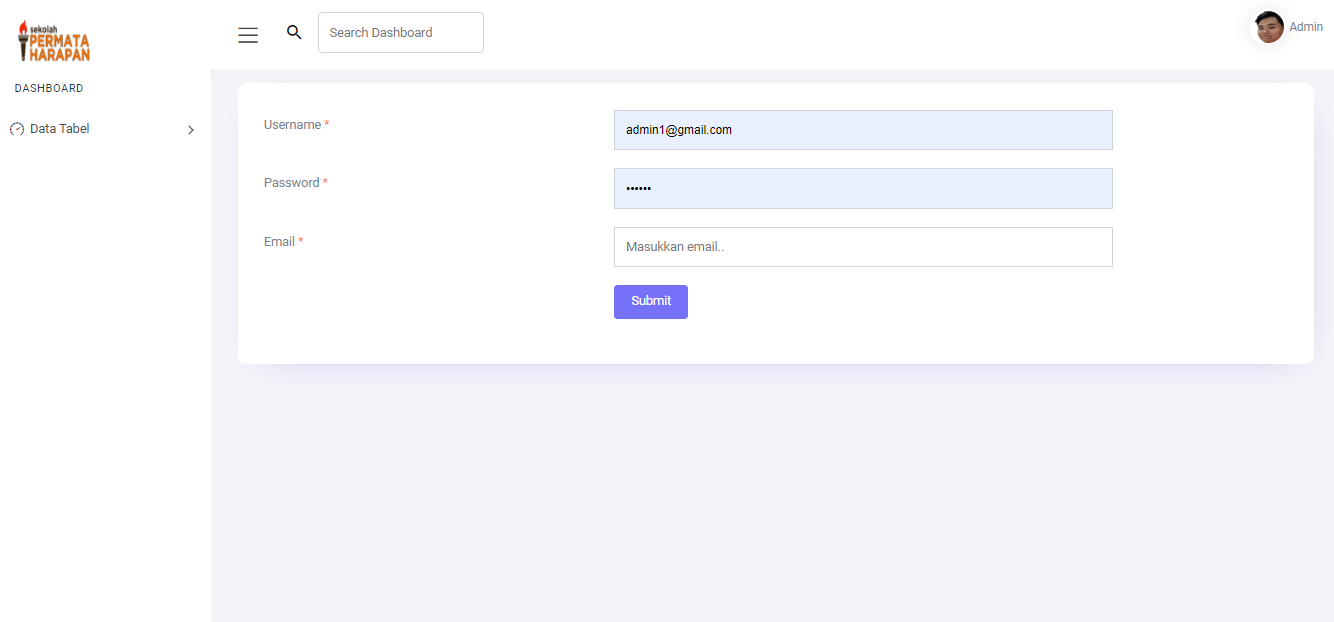 sekolah
PERMATA
HARAPAN
Search Dashboard
Admin
DASHBOARD
Data Tabel
Username *
admin1@gmail.com
Password *
••••••
Email *
Masukkan email..
Submit